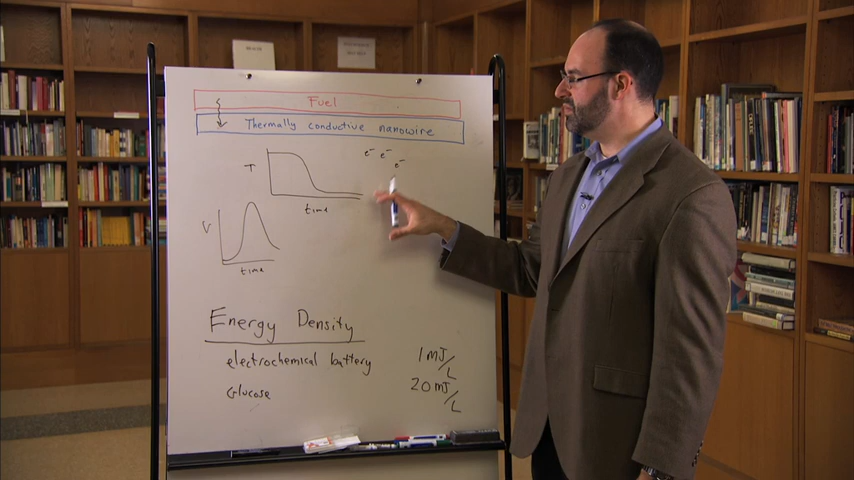 Fuel
Thermally conductive nanowire
e⁻ e⁻
e⁻
T
time
V
time
Energy Density
electrochemical battery 1 MJ/L
Glucose 20 MJ/L